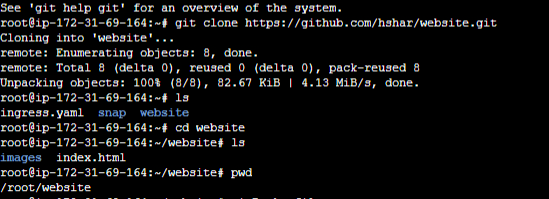 See 'git help git' for an overview of the system.
root@ip-172-31-69-164:~# git clone https://github.com/hshar/website.git
Cloning into 'website'...
remote: Enumerating objects: 8, done.
remote: Total 8 (delta 0), reused 0 (delta 0), pack-reused 8
Unpacking objects: 100% (8/8), 82.67 KiB | 4.13 MiB/s, done.
root@ip-172-31-69-164:~# ls
ingress.yaml snap website
root@ip-172-31-69-164:~# cd website
root@ip-172-31-69-164:~/website# ls
images index.html
root@ip-172-31-69-164:~/website# pwd
/root/website